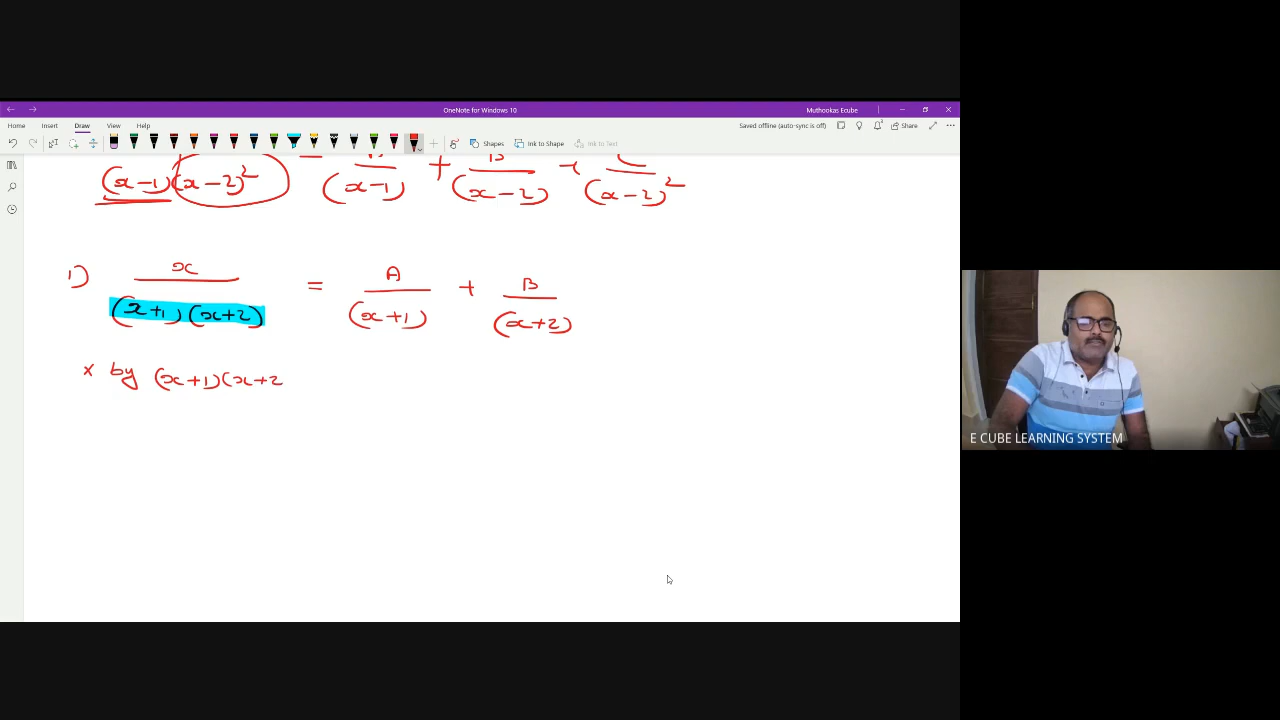 OneNote for Windows 10
Muthookas Ecube
Home Insert Draw View Help
Saved offline (auto-sync is off)
Share
Shapes
Ink to Shape
Ink to Text
(x-1)(x-2)² = (x-1) + B (x-2) + (x-2)²
1) x / (x+1)(x+2) = A / (x+1) + B / (x+2)
x by (x+1)(x+2
E CUBE LEARNING SYSTEM